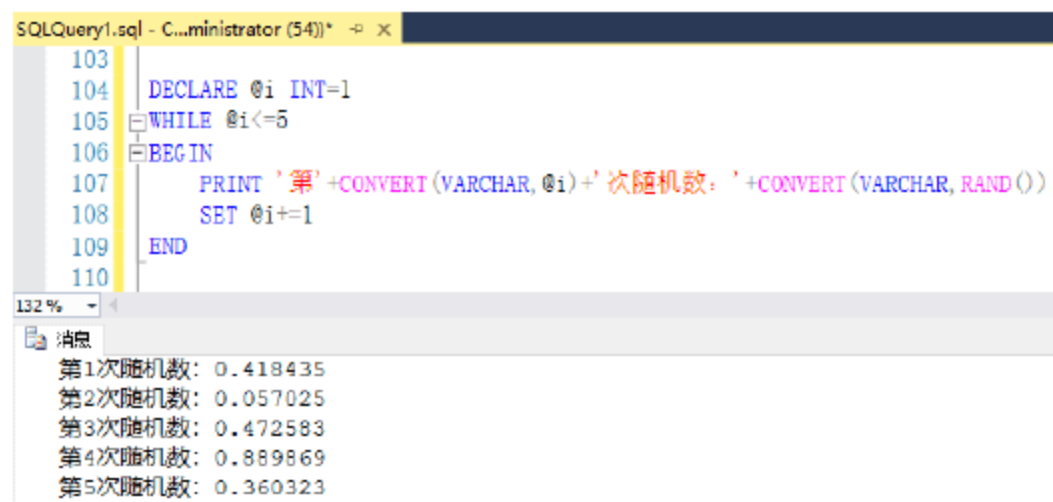 SQLQuery1.sql - C...ministrator (54))*
103
104 DECLARE @i INT=1
105 WHILE @i<=5
106 BEGIN
107 PRINT '第'+CONVERT(VARCHAR,@i)+'次随机数：'+CONVERT(VARCHAR,RAND())
108 SET @i+=1
109 END
110
132 %
消息
第1次随机数：0.418435
第2次随机数：0.057025
第3次随机数：0.472583
第4次随机数：0.889869
第5次随机数：0.360323